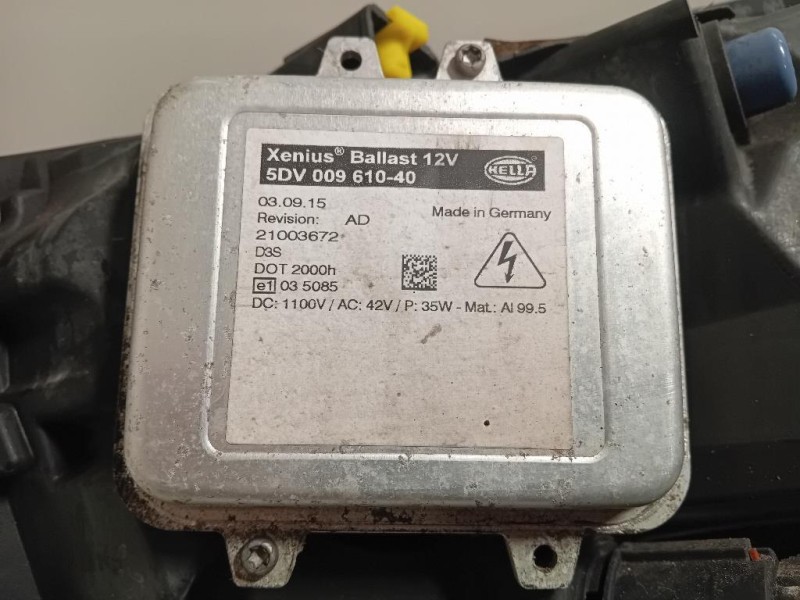 Xenius® Ballast 12V
5DV 009 610-40
HELLA
03.09.15
Made in Germany
Revision: AD
21003672
D3S
DOT 2000h
e1 03 5085
DC: 1100V / AC: 42V / P: 35W - Mat.: Al 99.5